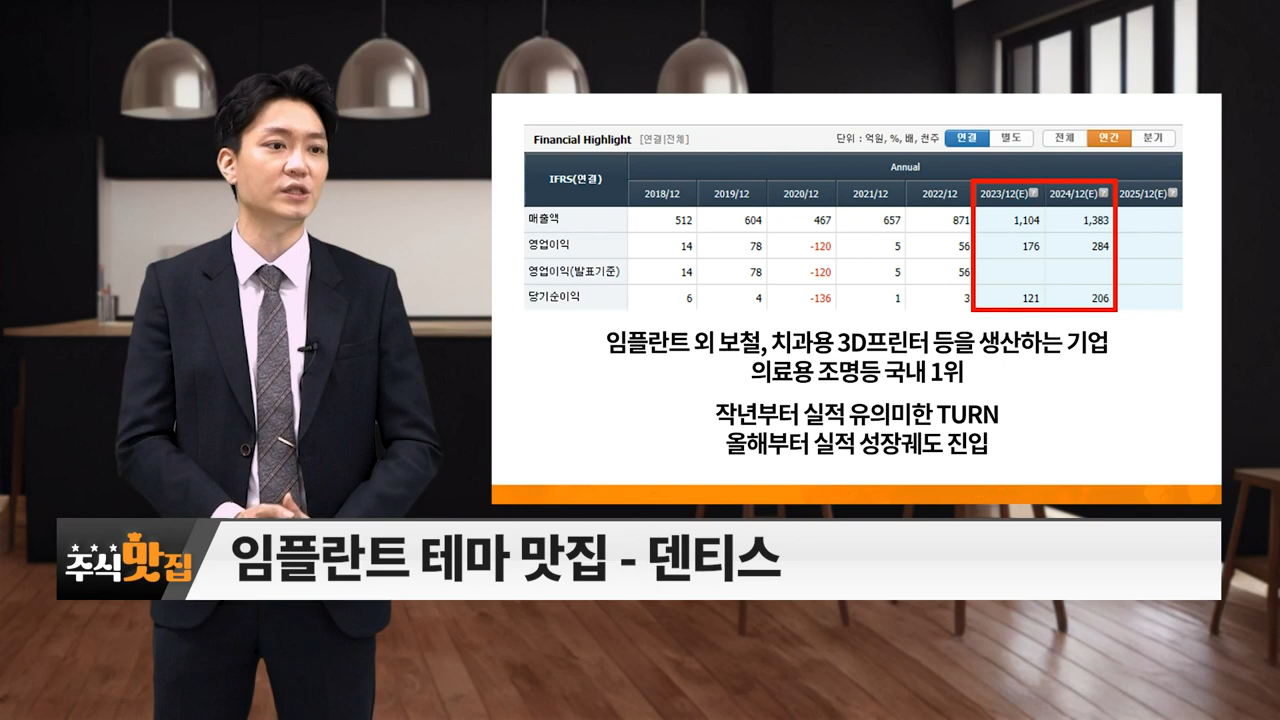 Financial Highlight [연결|전체] 단위 : 억원, %, 배, 천주 연결 별도 전체 연간 분기
IFRS(연결) Annual
2018/12 2019/12 2020/12 2021/12 2022/12 2023/12(E) 2024/12(E) 2025/12(E)
매출액 512 604 467 657 871 1,104 1,383
영업이익 14 78 -120 5 56 176 284
영업이익(발표기준) 14 78 -120 5 56
당기순이익 6 4 -136 1 3 121 206
임플란트 외 보철, 치과용 3D프린터 등을 생산하는 기업
의료용 조명등 국내 1위
작년부터 실적 유의미한 TURN
올해부터 실적 성장궤도 진입
주식맛집
임플란트 테마 맛집 - 덴티스